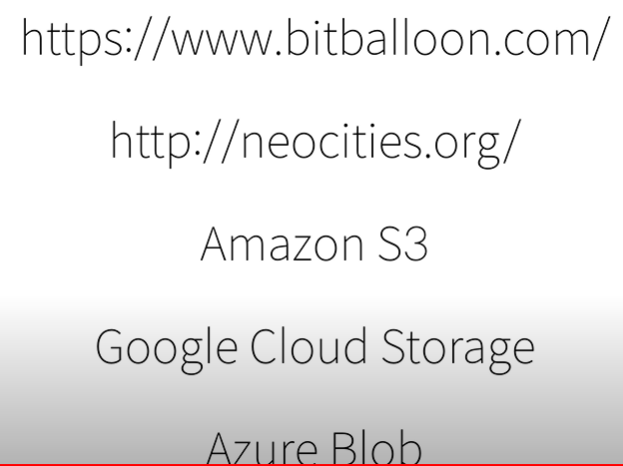 https://www.bitballoon.com/
http://neocities.org/
Amazon S3
Google Cloud Storage
Azure Blob